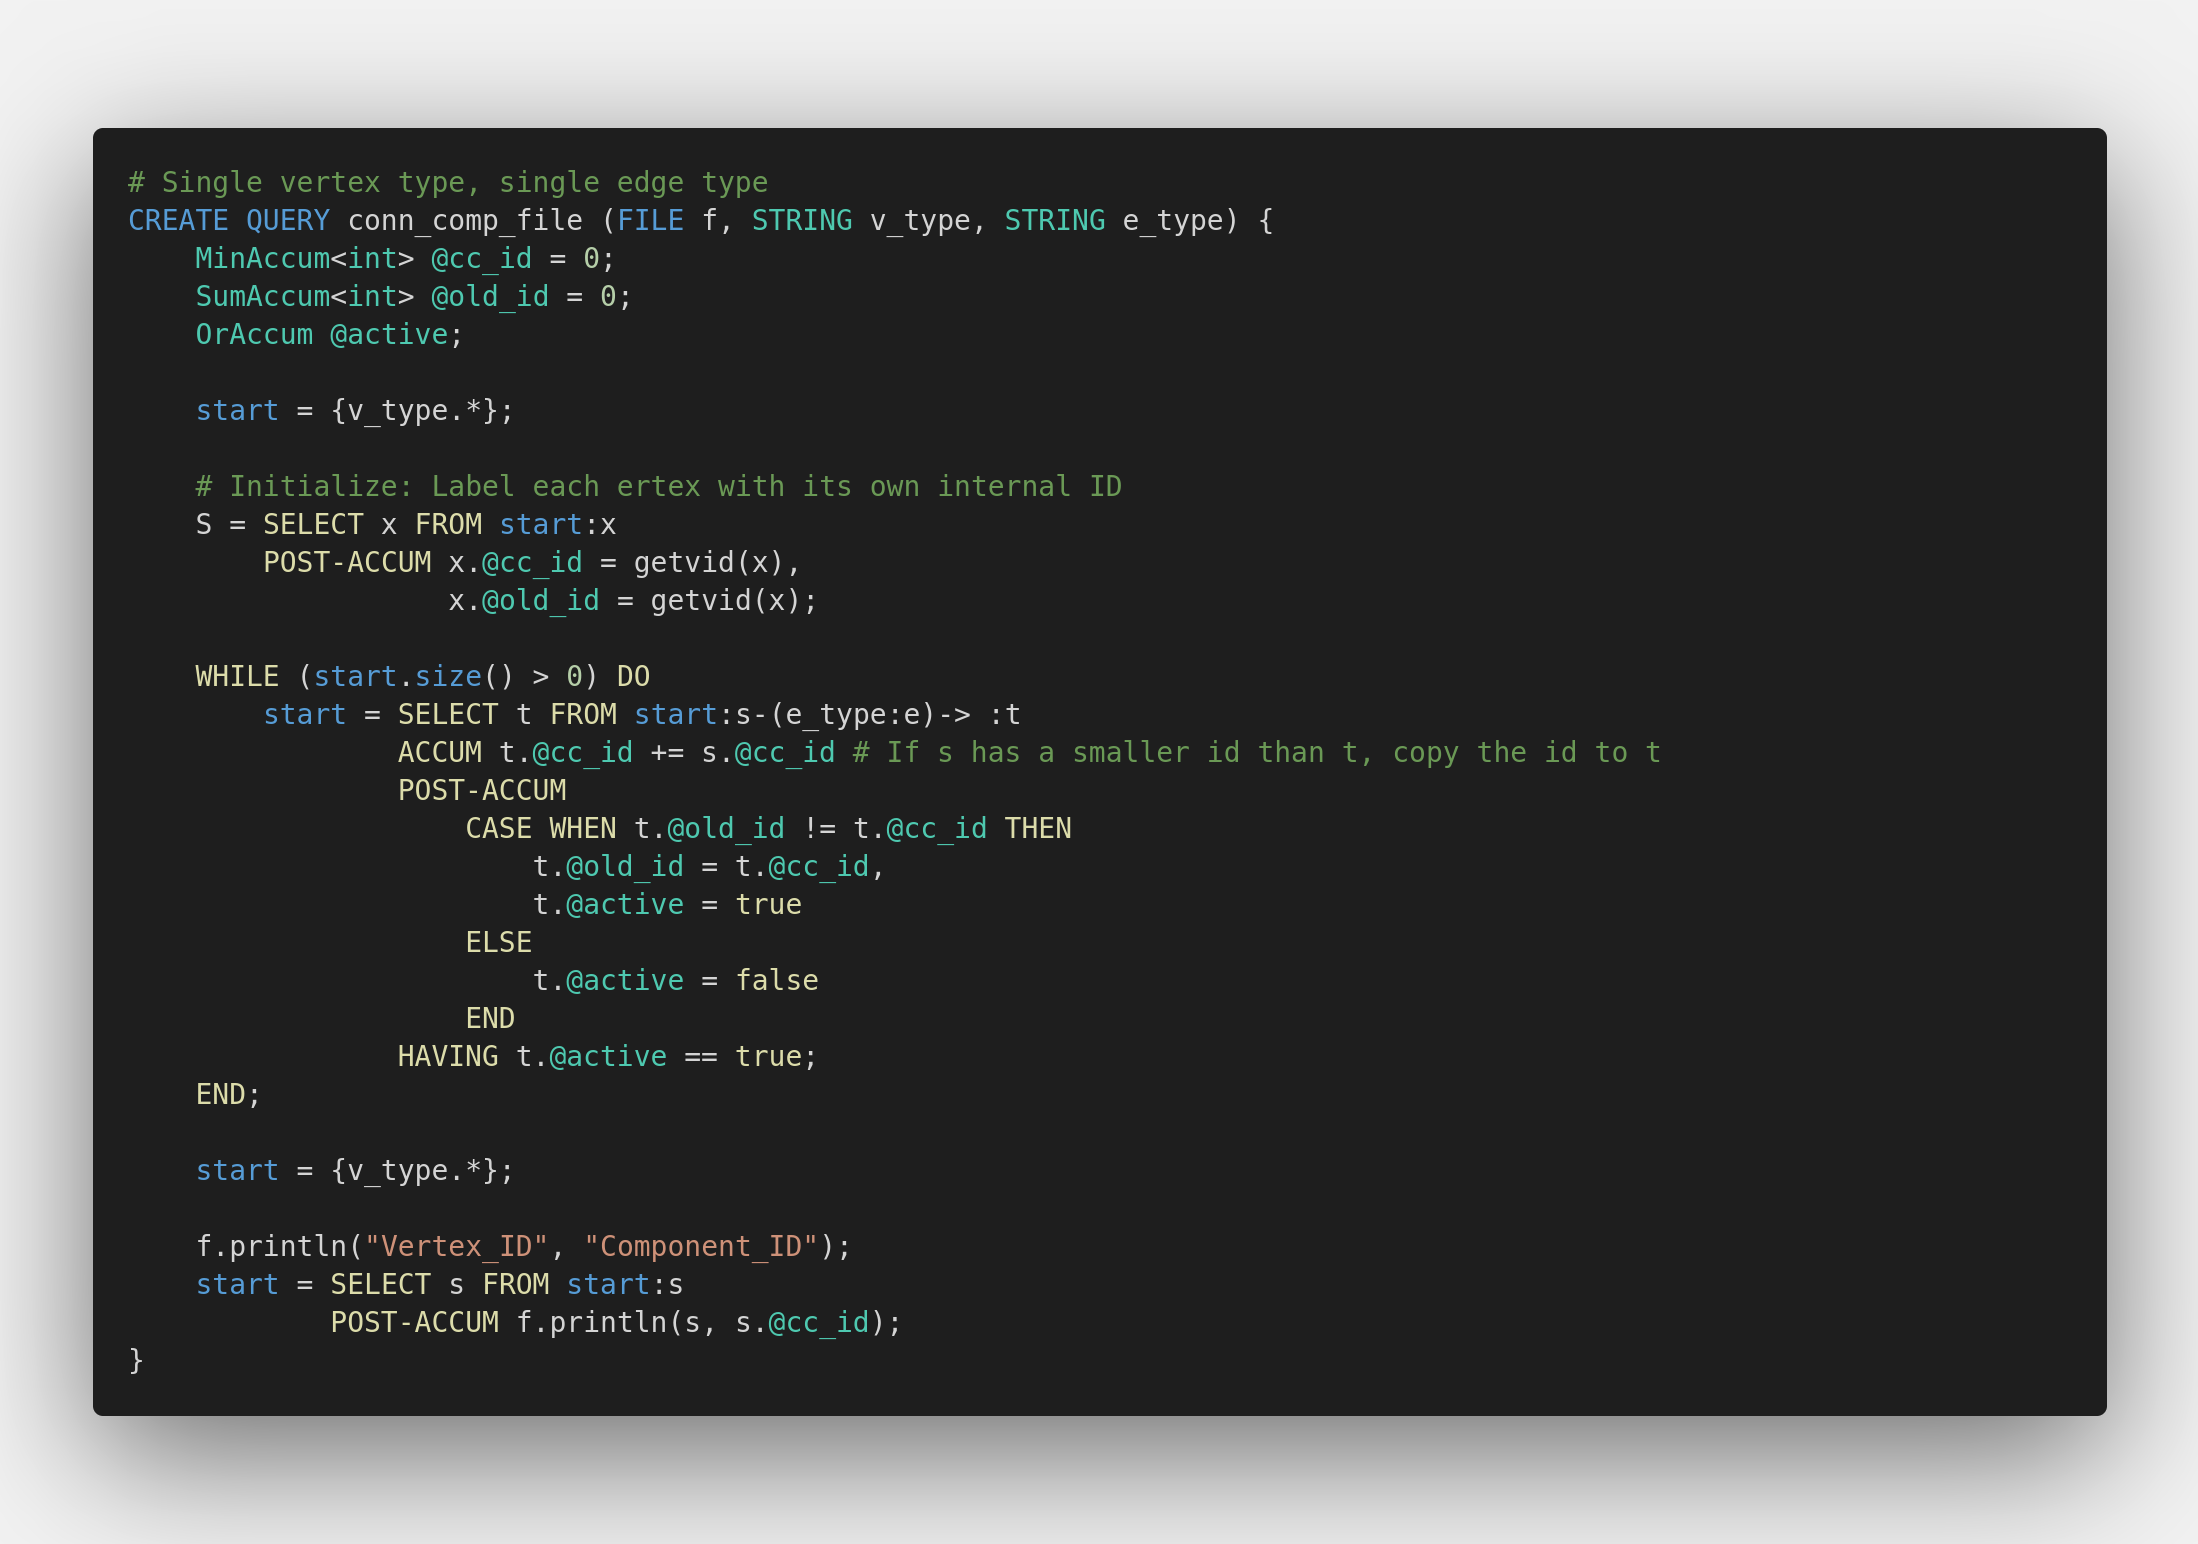 # Single vertex type, single edge type
CREATE QUERY conn_comp_file (FILE f, STRING v_type, STRING e_type) {
    MinAccum<int> @cc_id = 0;
    SumAccum<int> @old_id = 0;
    OrAccum @active;

    start = {v_type.*};

    # Initialize: Label each ertex with its own internal ID
    S = SELECT x FROM start:x
        POST-ACCUM x.@cc_id = getvid(x),
                   x.@old_id = getvid(x);

    WHILE (start.size() > 0) DO
        start = SELECT t FROM start:s-(e_type:e)-> :t
                ACCUM t.@cc_id += s.@cc_id # If s has a smaller id than t, copy the id to t
                POST-ACCUM
                    CASE WHEN t.@old_id != t.@cc_id THEN
                        t.@old_id = t.@cc_id,
                        t.@active = true
                    ELSE
                        t.@active = false
                    END
                HAVING t.@active == true;
    END;

    start = {v_type.*};

    f.println("Vertex_ID", "Component_ID");
    start = SELECT s FROM start:s
            POST-ACCUM f.println(s, s.@cc_id);
}